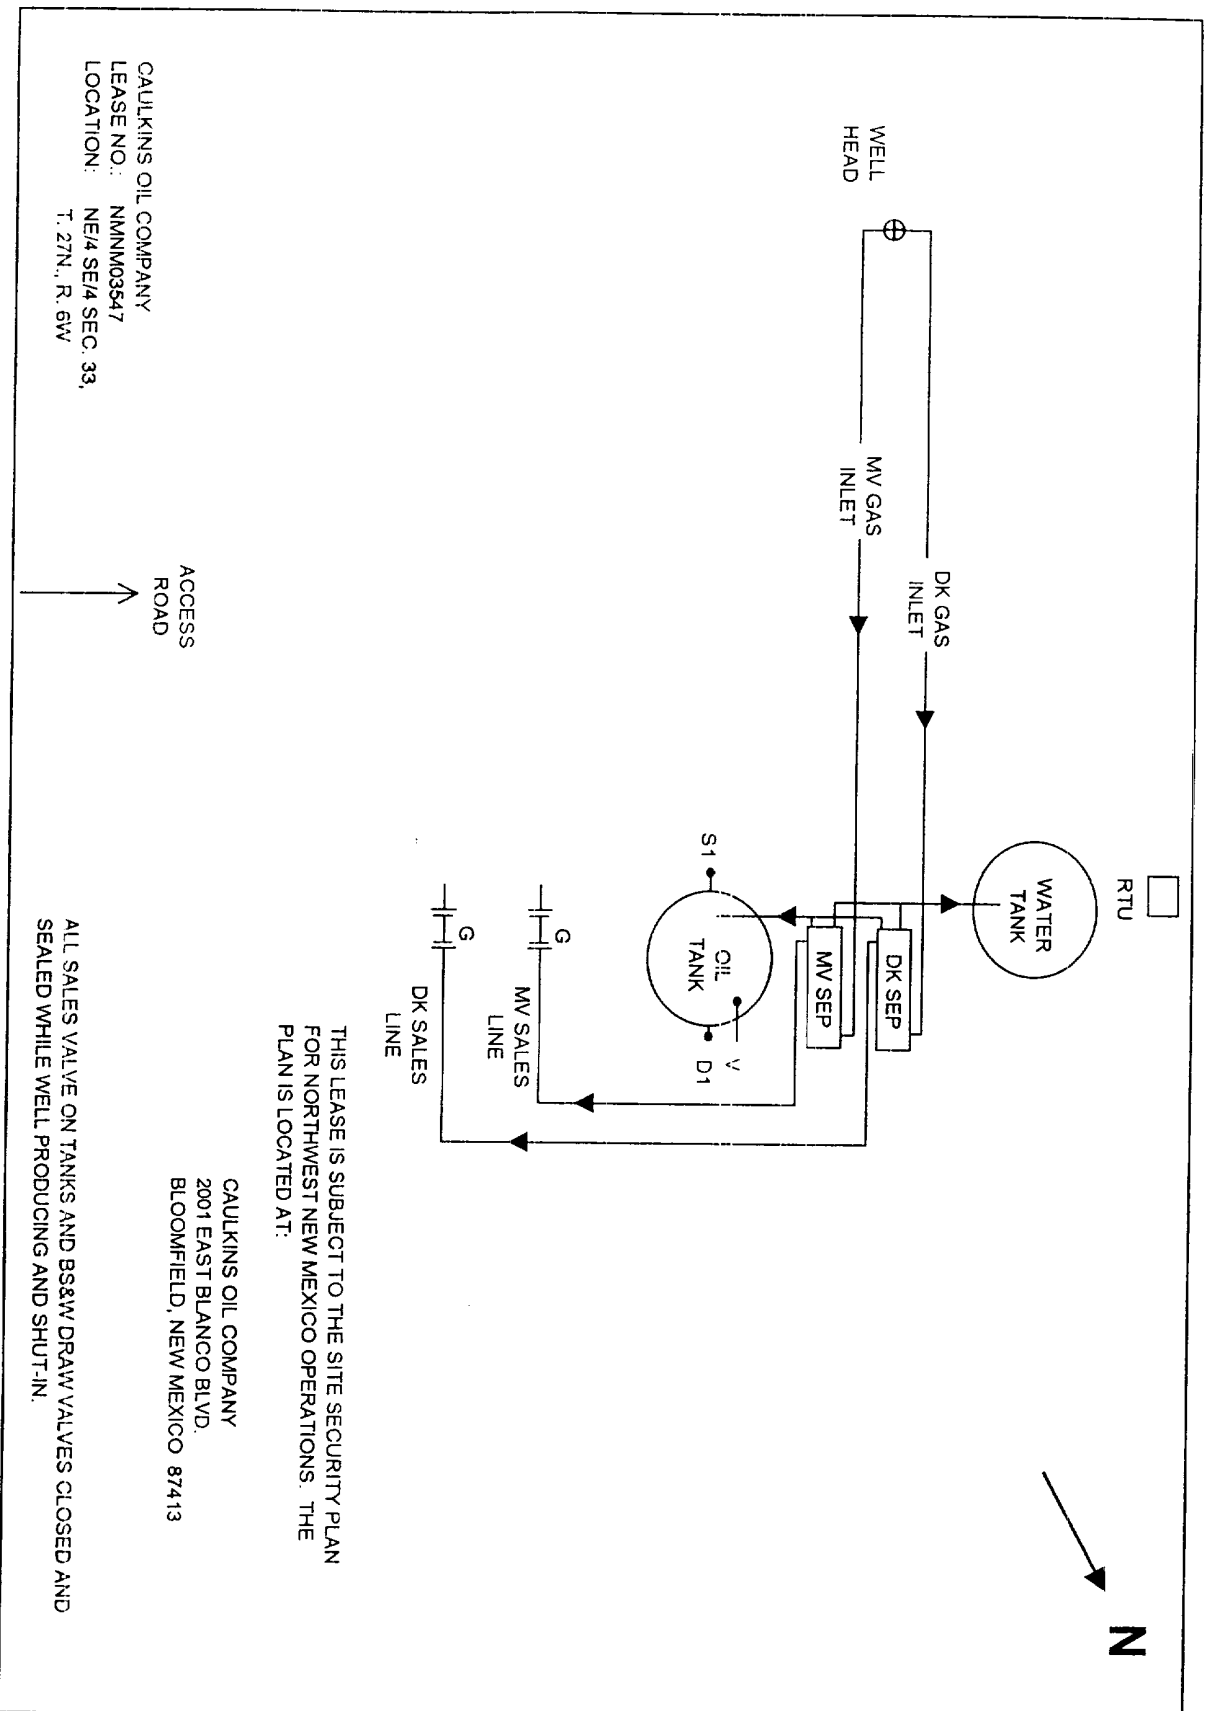 N
RTU
WATER
TANK
DK GAS
INLET
WELL
HEAD
MV GAS
INLET
DK SEP
MV SEP
S1
OIL
TANK
V
D1
G
MV SALES
LINE
G
DK SALES
LINE
THIS LEASE IS SUBJECT TO THE SITE SECURITY PLAN
FOR NORTHWEST NEW MEXICO OPERATIONS. THE
PLAN IS LOCATED AT:
CAULKINS OIL COMPANY
2001 EAST BLANCO BLVD.
BLOOMFIELD, NEW MEXICO 87413
ACCESS
ROAD
CAULKINS OIL COMPANY
LEASE NO.: NMNM03547
LOCATION: NE/4 SE/4 SEC. 33,
T. 27N., R. 6W
ALL SALES VALVE ON TANKS AND BS&W DRAW VALVES CLOSED AND
SEALED WHILE WELL PRODUCING AND SHUT-IN.